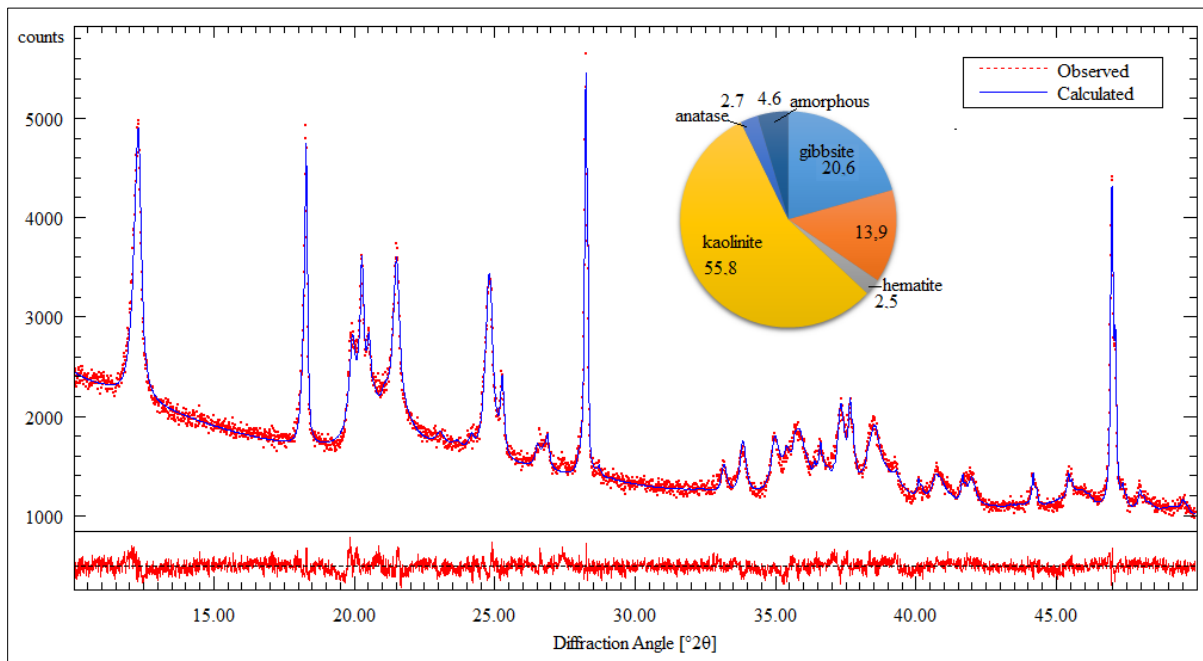 counts
5000
4000
3000
2000
1000
15.00 20.00 25.00 30.00 35.00 40.00 45.00
Diffraction Angle [°2θ]
Observed
Calculated
2.7 4.6 amorphous
anatase
gibbsite
20.6
13,9
kaolinite
55.8
hematite
2.5